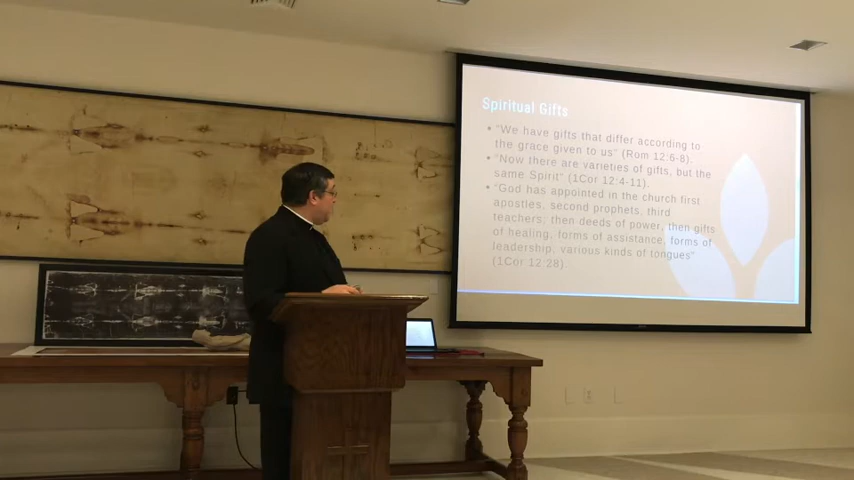 Spiritual Gifts
• "We have gifts that differ according to
the grace given to us" (Rom 12:6-8).
• "Now there are varieties of gifts, but the
same Spirit" (1Cor 12:4-11).
• "God has appointed in the church first
apostles, second prophets, third
teachers; then deeds of power, then gifts
of healing, forms of assistance, forms of
leadership, various kinds of tongues"
(1Cor 12:28).